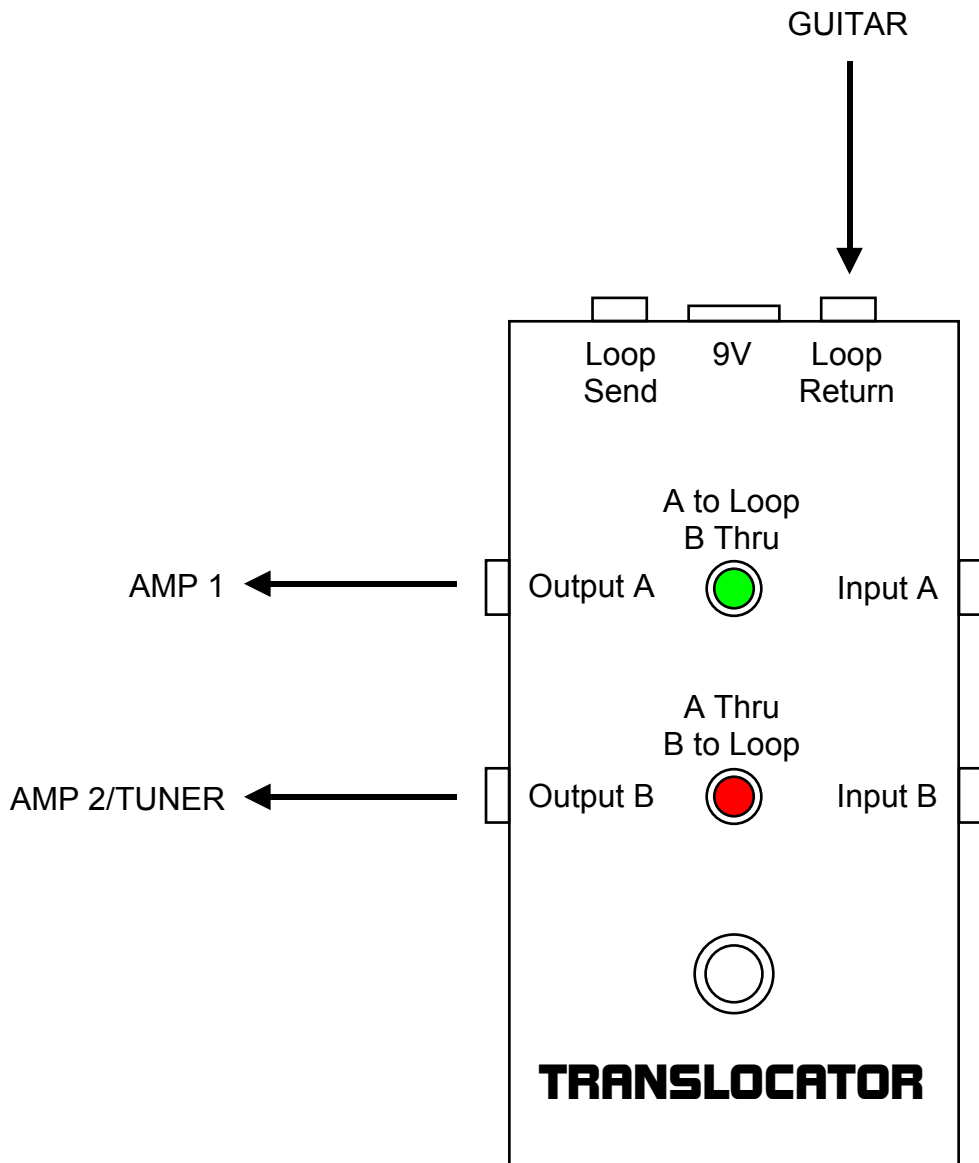 GUITAR
Loop Send
9V
Loop Return
A to Loop
B Thru
AMP 1
Output A
Input A
A Thru
B to Loop
AMP 2/TUNER
Output B
Input B
TRANSLOCATOR